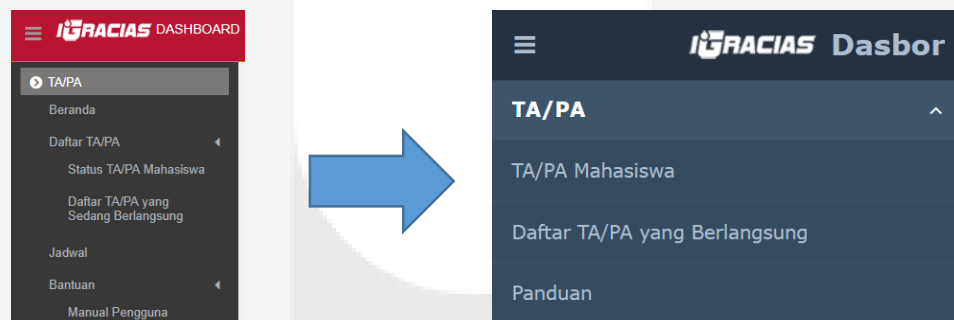 iGRACIAS DASHBOARD
TA/PA
Beranda
Daftar TA/PA
Status TA/PA Mahasiswa
Daftar TA/PA yang
Sedang Berlangsung
Jadwal
Bantuan
Manual Pengguna
iGRACIAS Dasbor
TA/PA
TA/PA Mahasiswa
Daftar TA/PA yang Berlangsung
Panduan